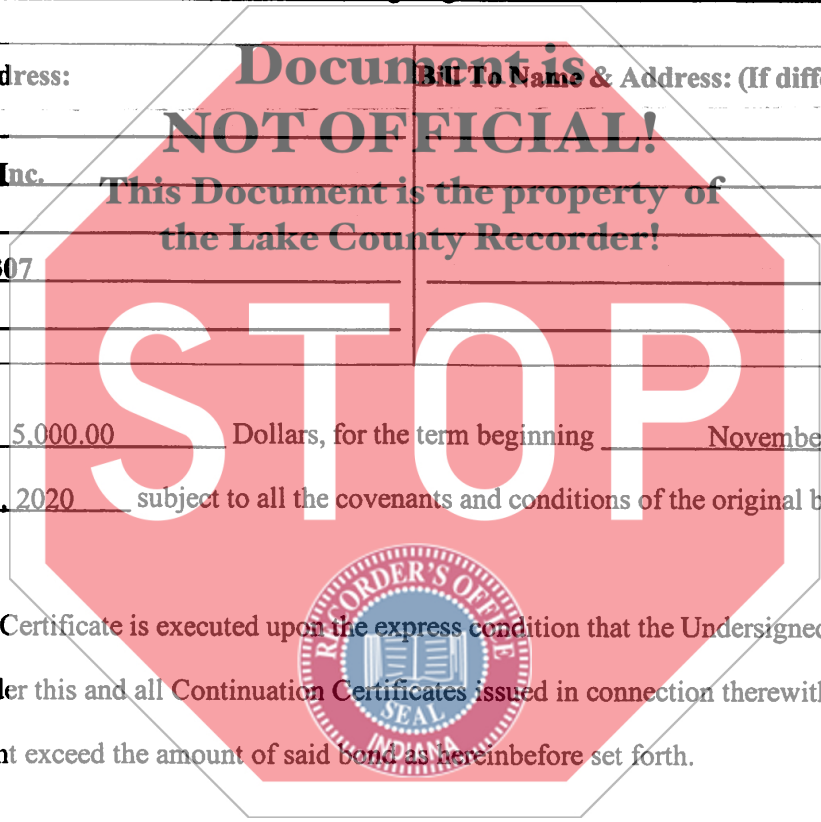 Document is
dress: Bill To Name & Address: (If diffe
NOT OFFICIAL!
Inc.
This Document is the property of
the Lake County Recorder!
307
STOP
5,000.00 Dollars, for the term beginning Novembe
, 2020 subject to all the covenants and conditions of the original b
RECORDER'S OFFICE
Certificate is executed upon the express condition that the Undersigned
der this and all Continuation Certificates issued in connection therewith
SEAL
INDIANA
nt exceed the amount of said bond as hereinbefore set forth.